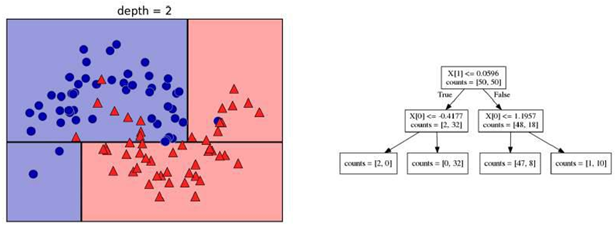 depth = 2
X[1] <= 0.0596
counts = [50, 50]
True
False
X[0] <= -0.4177
counts = [2, 32]
X[0] <= 1.1957
counts = [48, 18]
counts = [2, 0]
counts = [0, 32]
counts = [47, 8]
counts = [1, 10]